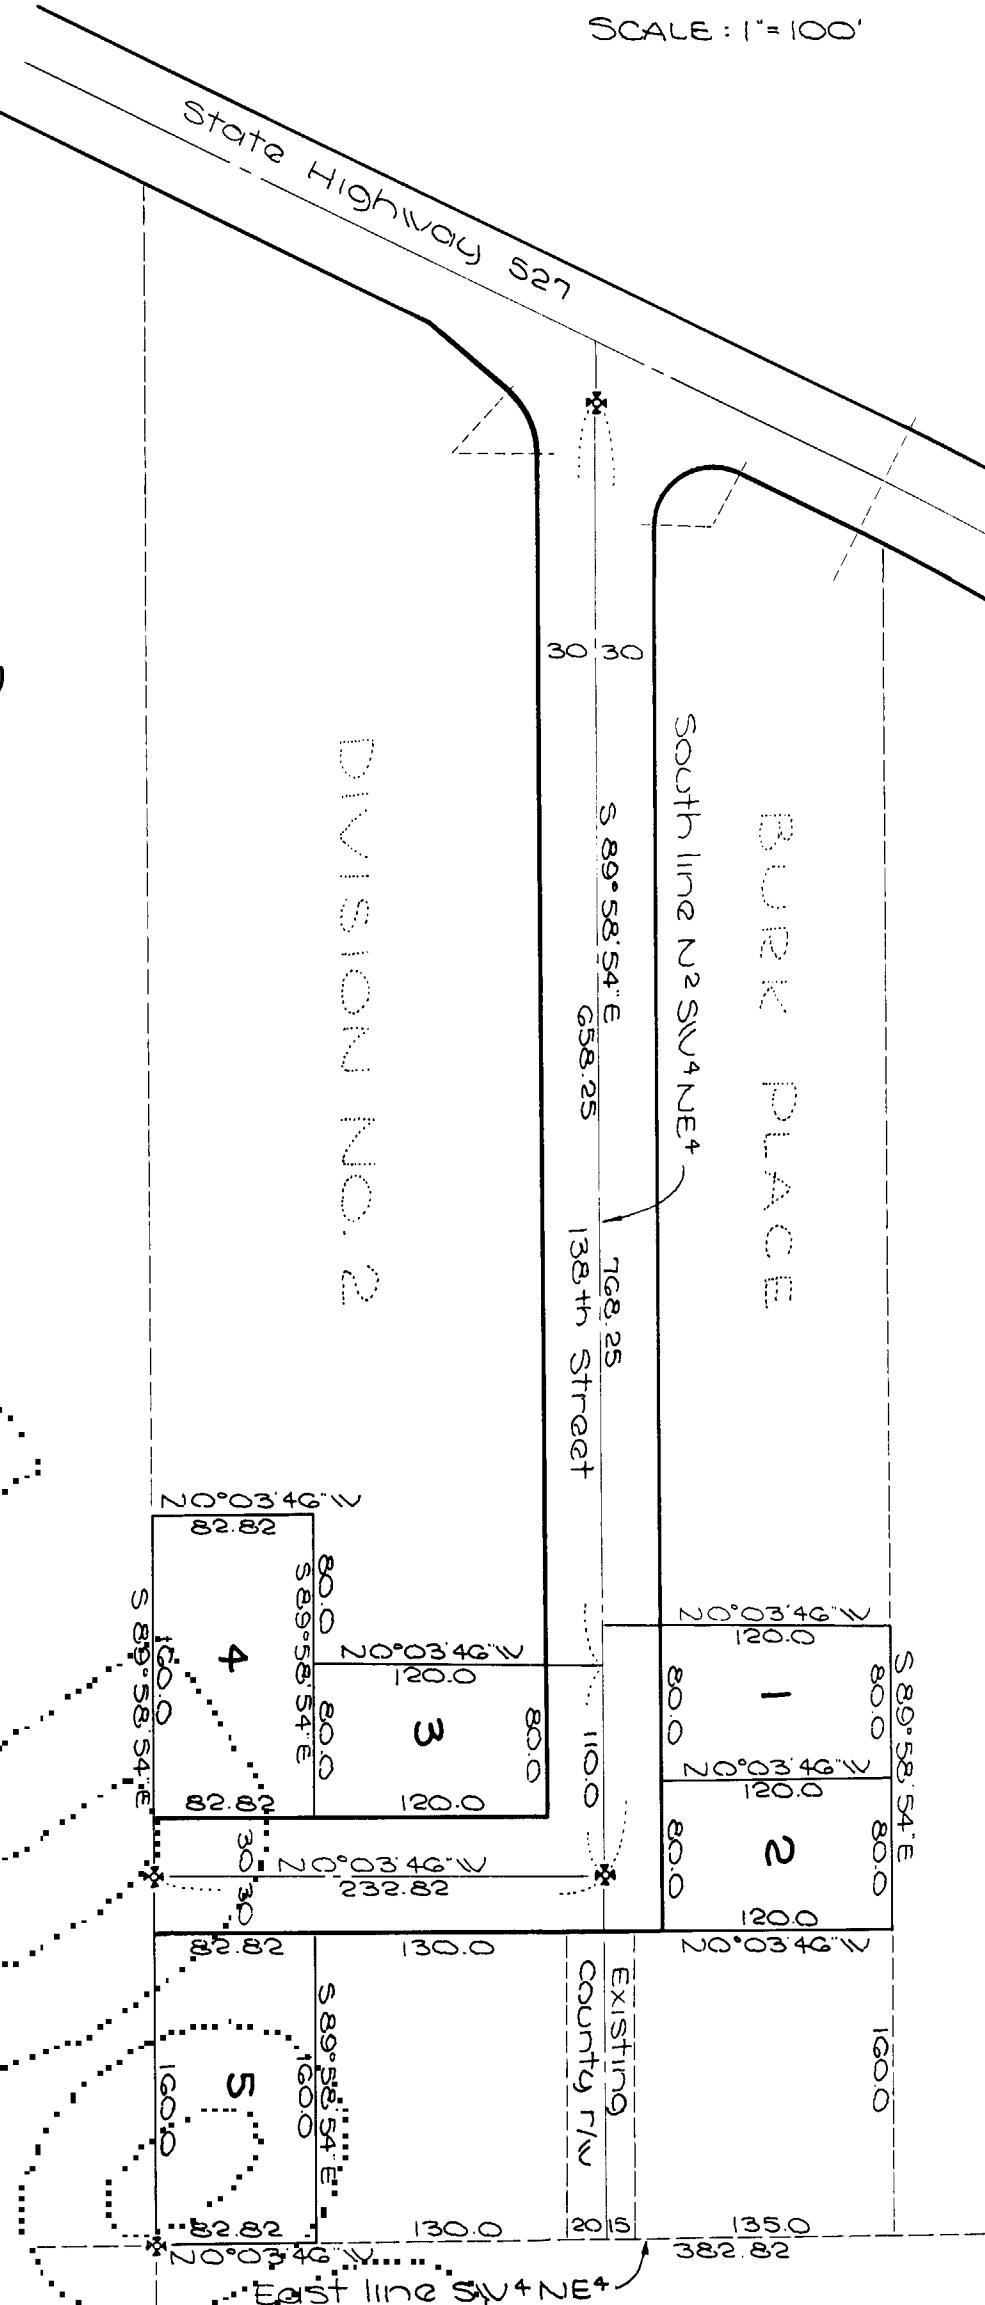 SCALE: 1"=100'
State Highway 527
30 30
DIVISION NO. 2
BURK PLACE
South line N2 SW4 NE4
S 89°58'54"E
658.25
768.25
138th Street
N0°03'46"W
82.82
80.0
S 89°58'54"E
S 89°58'54"E
160.0
4
N0°03'46"W
120.0
80.0
3
80.0
110.0
N0°03'46"W
120.0
80.0
1
80.0
S 89°58'54"E
N0°03'46"W
120.0
80.0
2
80.0
82.82
120.0
30
30
N0°03'46"W
232.82
120.0
N0°03'46"W
82.82
130.0
S 89°58'54"E
160.0
5
160.0
Existing
County r/w
160.0
82.82
130.0
20 15
135.0
N0°03'46"W
382.82
East line SW4 NE4